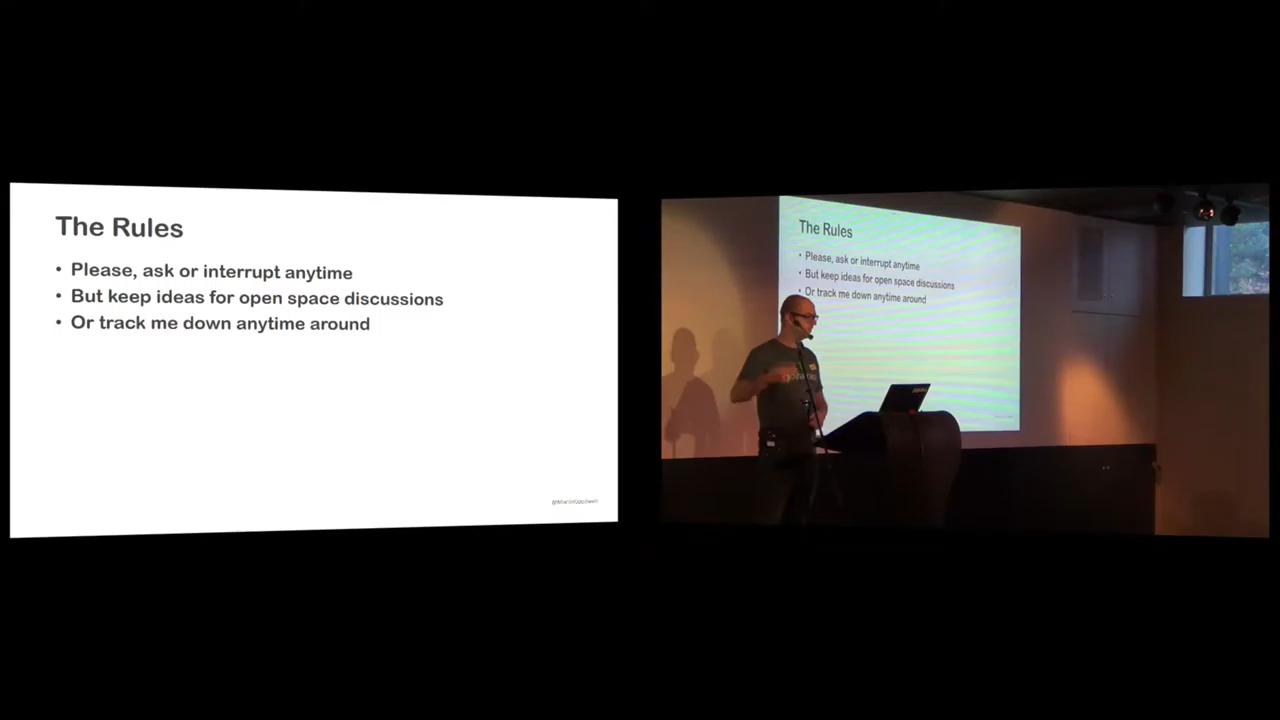 The Rules
• Please, ask or interrupt anytime
• But keep ideas for open space discussions
• Or track me down anytime around
The Rules
• Please, ask or interrupt anytime
• But keep ideas for open space discussions
• Or track me down anytime around